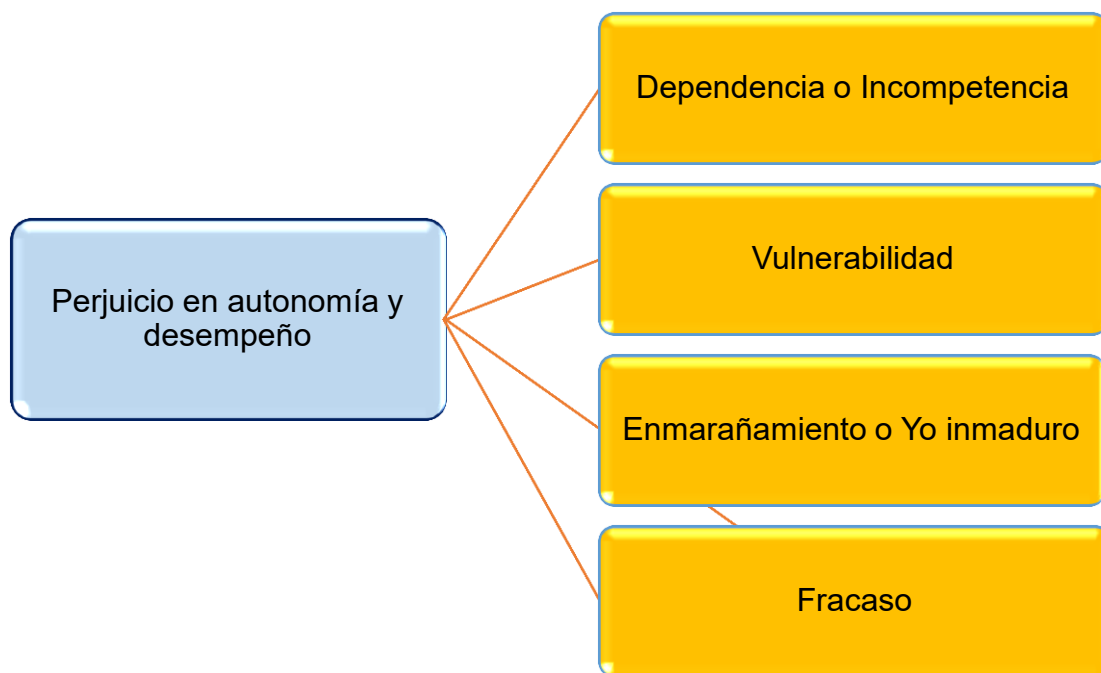 Dependencia o Incompetencia
Vulnerabilidad
Perjuicio en autonomía y
desempeño
Enmarañamiento o Yo inmaduro
Fracaso